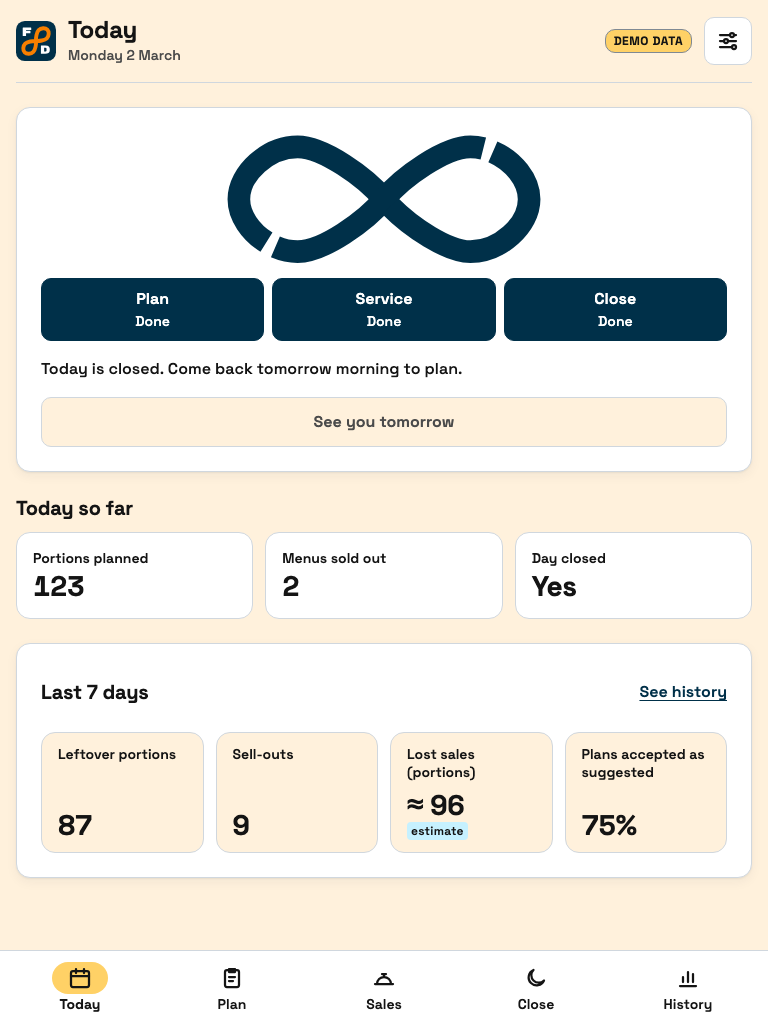 F
D
Today
Monday 2 March
DEMO DATA
Plan
Done
Service
Done
Close
Done
Today is closed. Come back tomorrow morning to plan.
See you tomorrow
Today so far
Portions planned
123
Menus sold out
2
Day closed
Yes
Last 7 days
See history
Leftover portions
87
Sell-outs
9
Lost sales
(portions)
≈ 96
estimate
Plans accepted as
suggested
75%
Today
Plan
Sales
Close
History